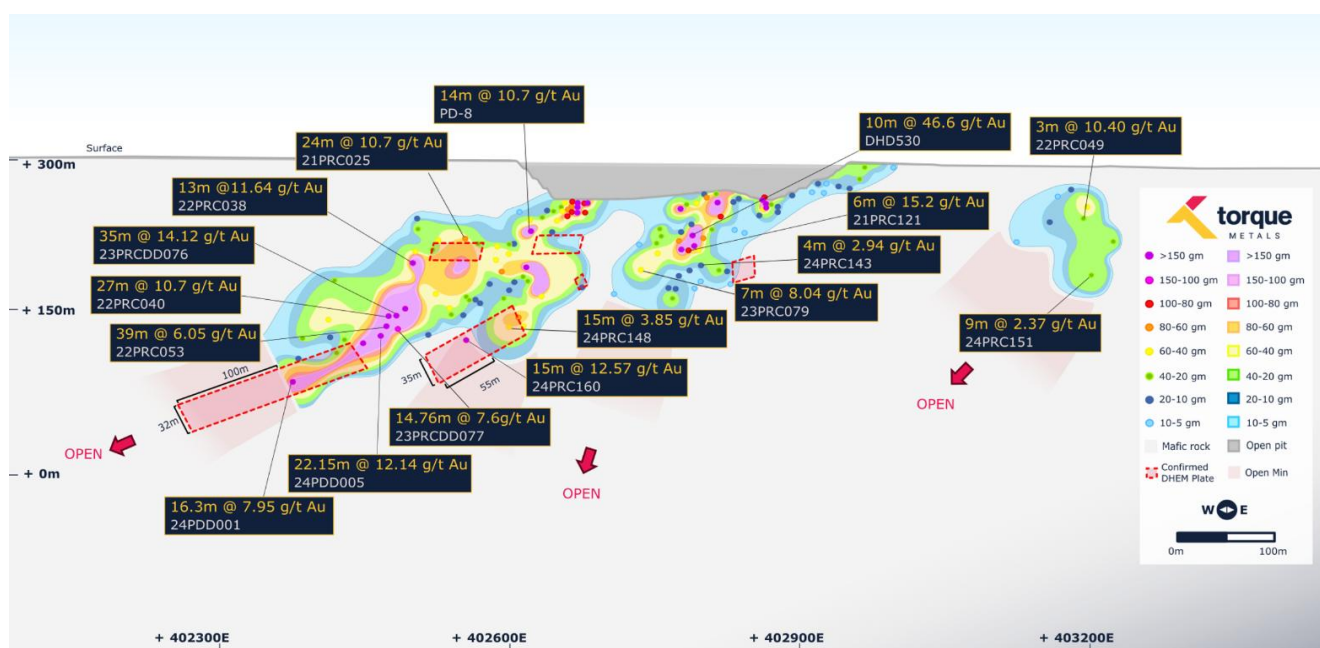 14m @ 10.7 g/t Au
PD-8
10m @ 46.6 g/t Au
DHD530
3m @ 10.40 g/t Au
22PRC049
24m @ 10.7 g/t Au
21PRC025
Surface
+ 300m
13m @11.64 g/t Au
22PRC038
6m @ 15.2 g/t Au
21PRC121
35m @ 14.12 g/t Au
23PRCDD076
4m @ 2.94 g/t Au
24PRC143
27m @ 10.7 g/t Au
22PRC040
7m @ 8.04 g/t Au
23PRC079
+ 150m
39m @ 6.05 g/t Au
22PRC053
15m @ 3.85 g/t Au
24PRC148
9m @ 2.37 g/t Au
24PRC151
100m
32m
35m
55m
15m @ 12.57 g/t Au
24PRC160
14.76m @ 7.6g/t Au
23PRCDD077
22.15m @ 12.14 g/t Au
24PDD005
16.3m @ 7.95 g/t Au
24PDD001
OPEN
OPEN
OPEN
+ 0m
torque
METALS
>150 gm
>150 gm
150-100 gm
150-100 gm
100-80 gm
100-80 gm
80-60 gm
80-60 gm
60-40 gm
60-40 gm
40-20 gm
40-20 gm
20-10 gm
20-10 gm
10-5 gm
10-5 gm
Mafic rock
Open pit
Confirmed
DHEM Plate
Open Min
W E
0m 100m
+ 402300E
+ 402600E
+ 402900E
+ 403200E